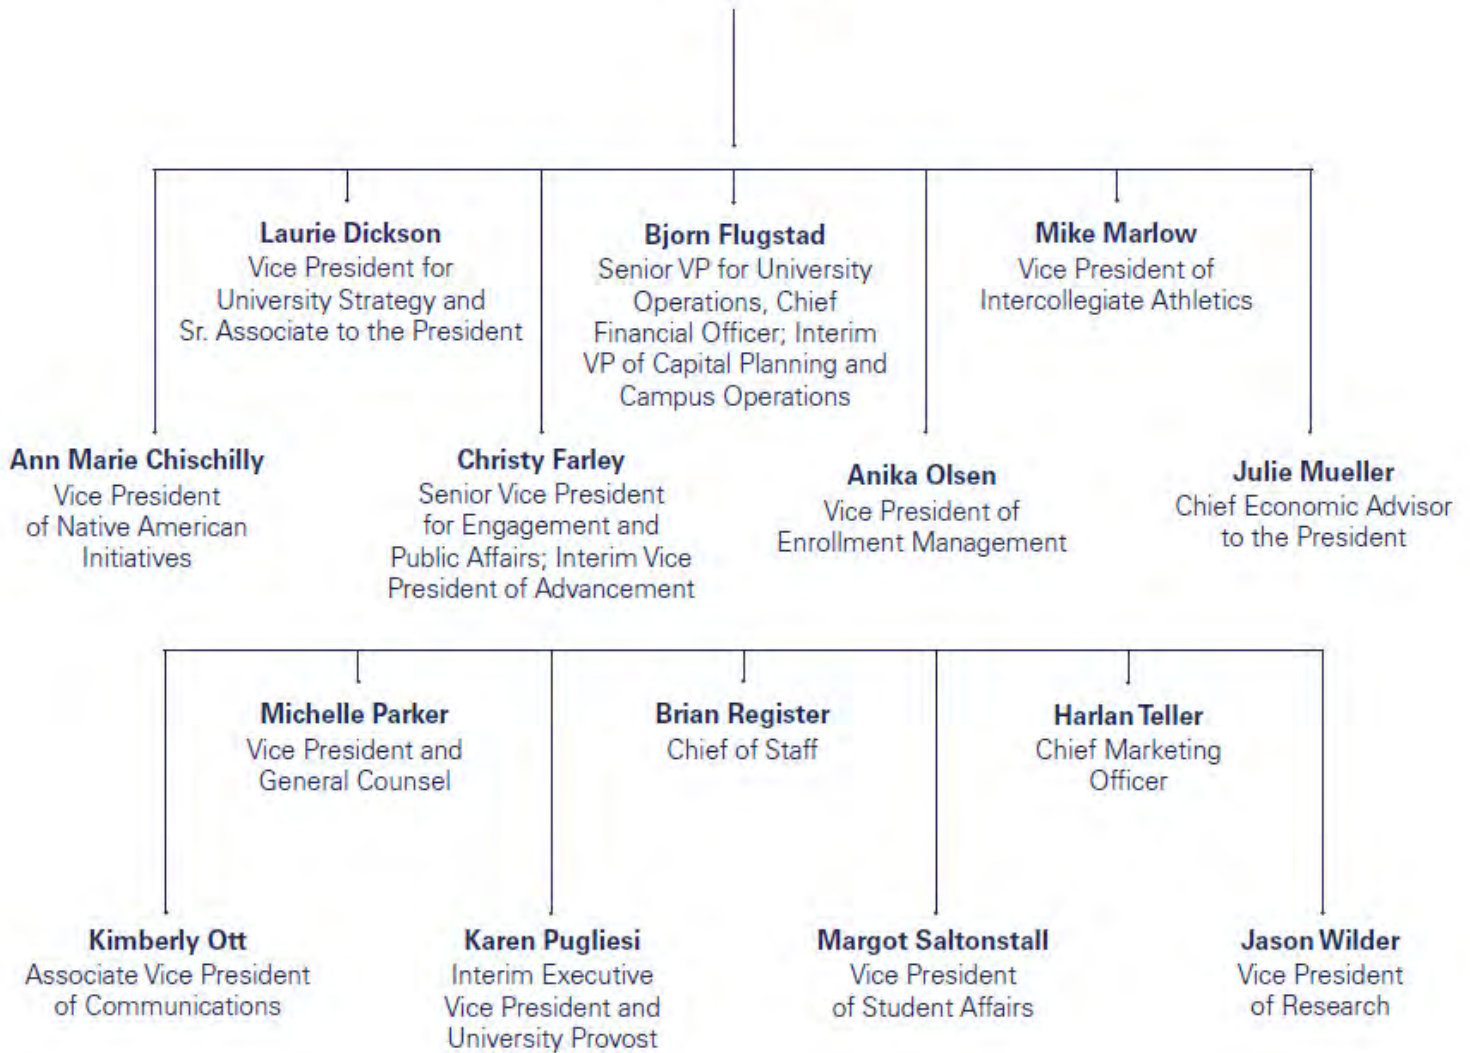 Laurie Dickson
Vice President for
University Strategy and
Sr. Associate to the President
Bjorn Flugstad
Senior VP for University
Operations, Chief
Financial Officer; Interim
VP of Capital Planning and
Campus Operations
Mike Marlow
Vice President of
Intercollegiate Athletics
Ann Marie Chischilly
Vice President
of Native American
Initiatives
Christy Farley
Senior Vice President
for Engagement and
Public Affairs; Interim Vice
President of Advancement
Anika Olsen
Vice President of
Enrollment Management
Julie Mueller
Chief Economic Advisor
to the President
Michelle Parker
Vice President and
General Counsel
Brian Register
Chief of Staff
Harlan Teller
Chief Marketing
Officer
Kimberly Ott
Associate Vice President
of Communications
Karen Pugliesi
Interim Executive
Vice President and
University Provost
Margot Saltonstall
Vice President
of Student Affairs
Jason Wilder
Vice President
of Research